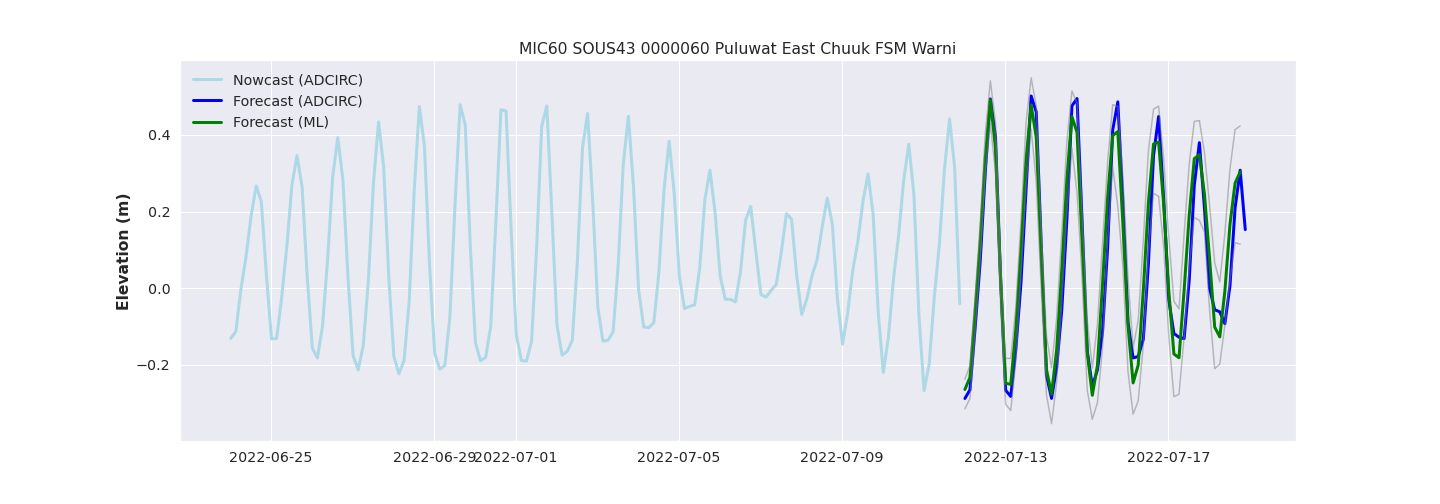 MIC60 SOUS43 0000060 Puluwat East Chuuk FSM Warni
Nowcast (ADCIRC)
Forecast (ADCIRC)
Forecast (ML)
Elevation (m)
0.4
0.2
0.0
−0.2
2022-06-25
2022-06-29
2022-07-01
2022-07-05
2022-07-09
2022-07-13
2022-07-17